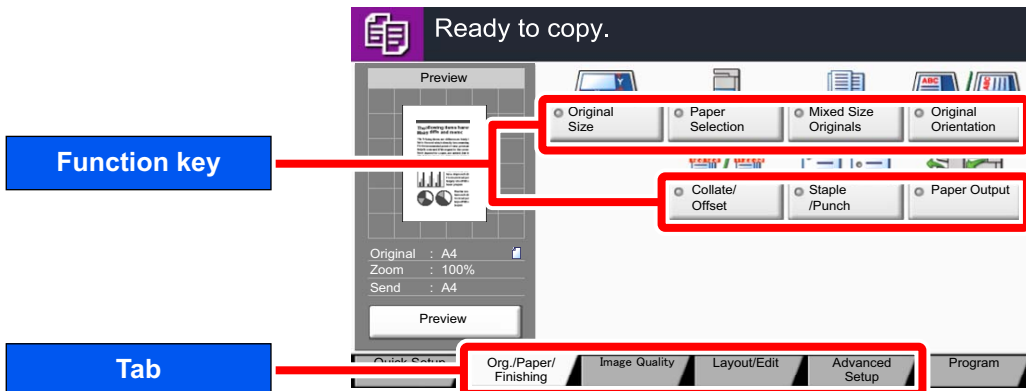 Ready to copy.
Preview
ABC
Original Size
Paper Selection
Mixed Size Originals
Original Orientation
Function key
Collate/ Offset
Staple /Punch
Paper Output
Original : A4
Zoom : 100%
Send : A4
Preview
Tab
Quick Setup
Org./Paper/ Finishing
Image Quality
Layout/Edit
Advanced Setup
Program